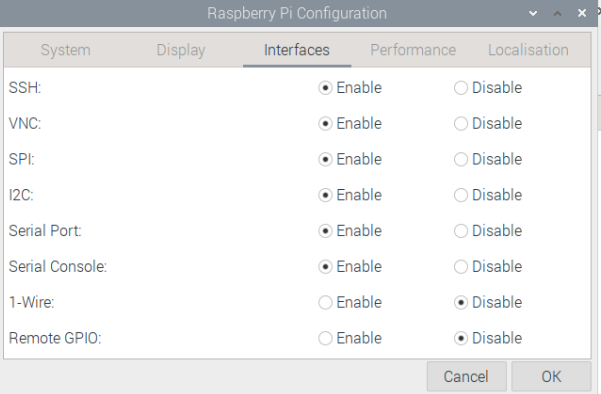 Raspberry Pi Configuration
System Display Interfaces Performance Localisation
SSH: Enable Disable
VNC: Enable Disable
SPI: Enable Disable
I2C: Enable Disable
Serial Port: Enable Disable
Serial Console: Enable Disable
1-Wire: Enable Disable
Remote GPIO: Enable Disable
Cancel OK